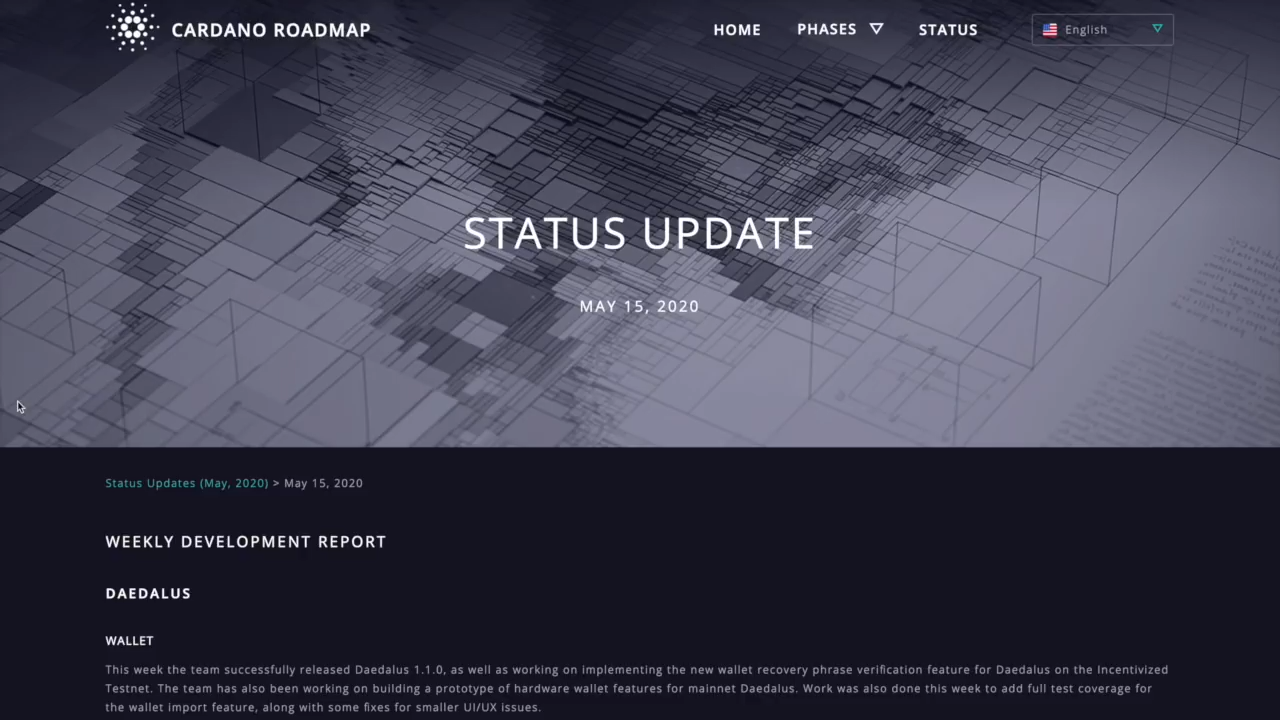 CARDANO ROADMAP
HOME
PHASES
STATUS
English
STATUS UPDATE
MAY 15, 2020
Status Updates (May, 2020) > May 15, 2020
WEEKLY DEVELOPMENT REPORT
DAEDALUS
WALLET
This week the team successfully released Daedalus 1.1.0, as well as working on implementing the new wallet recovery phrase verification feature for Daedalus on the Incentivized
Testnet. The team has also been working on building a prototype of hardware wallet features for mainnet Daedalus. Work was also done this week to add full test coverage for
the wallet import feature, along with some fixes for smaller UI/UX issues.